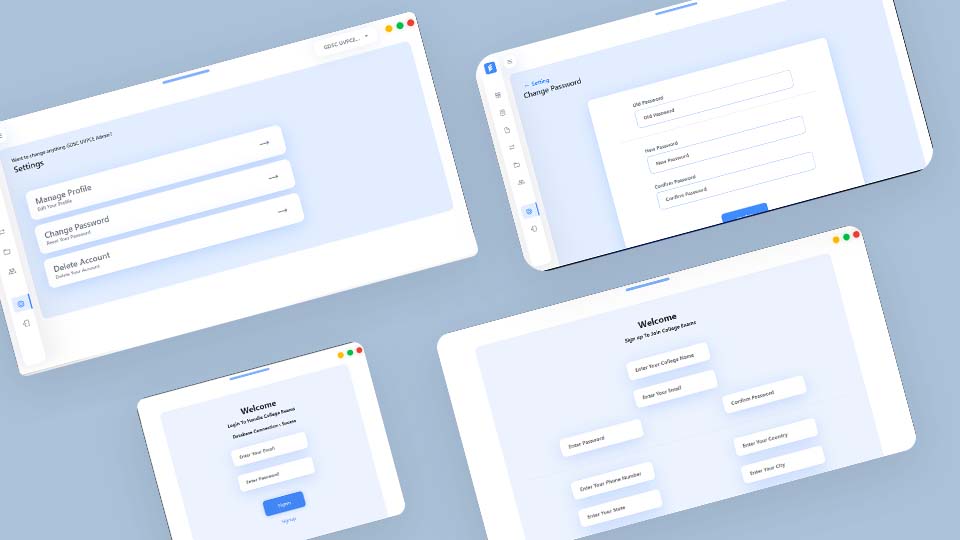 GDSC UVPCE...
Want to change anything GDSC UVPCE Admin?
Settings
Manage Profile
Edit Your Profile
Change Password
Reset Your Password
Delete Account
Delete Your Account
← Setting
Change Password
Old Password
Old Password
New Password
New Password
Confirm Password
Confirm Password
Welcome
Login To Handle College Exams
Database Connection : Success
Enter Your Email
Enter Password
Signin
Signup
Welcome
Sign up To Join College Exams
Enter Your College Name
Enter Your Email
Enter Password
Confirm Password
Enter Your Phone Number
Enter Your Country
Enter Your State
Enter Your City